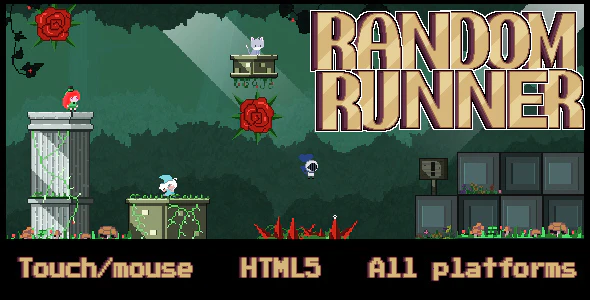 RANDOM
RUNNER
!
Touch/mouse HTML5 All platforms